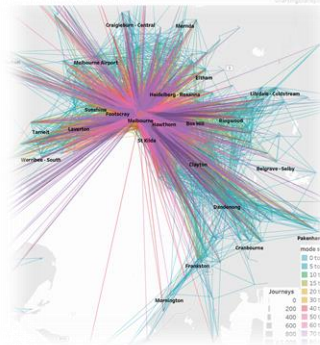 Craigieburn - Central
Mernda
Melbourne Airport
Eltham
Heidelberg - Rosanna
Lilydale - Coldstream
Sunshine
Footscray
Melbourne
Hawthorn
Box Hill
Ringwood
Tarneit
Laverton
St Kilda
Werribee - South
Clayton
Belgrave - Selby
Dandenong
Pakenham
Cranbourne
mode s
0 to
5 to
10 t
15 t
20 t
30 t
40 t
50 t
60 t
70 t
80 t
Frankston
Journeys
0
200
400
600
800
Mornington